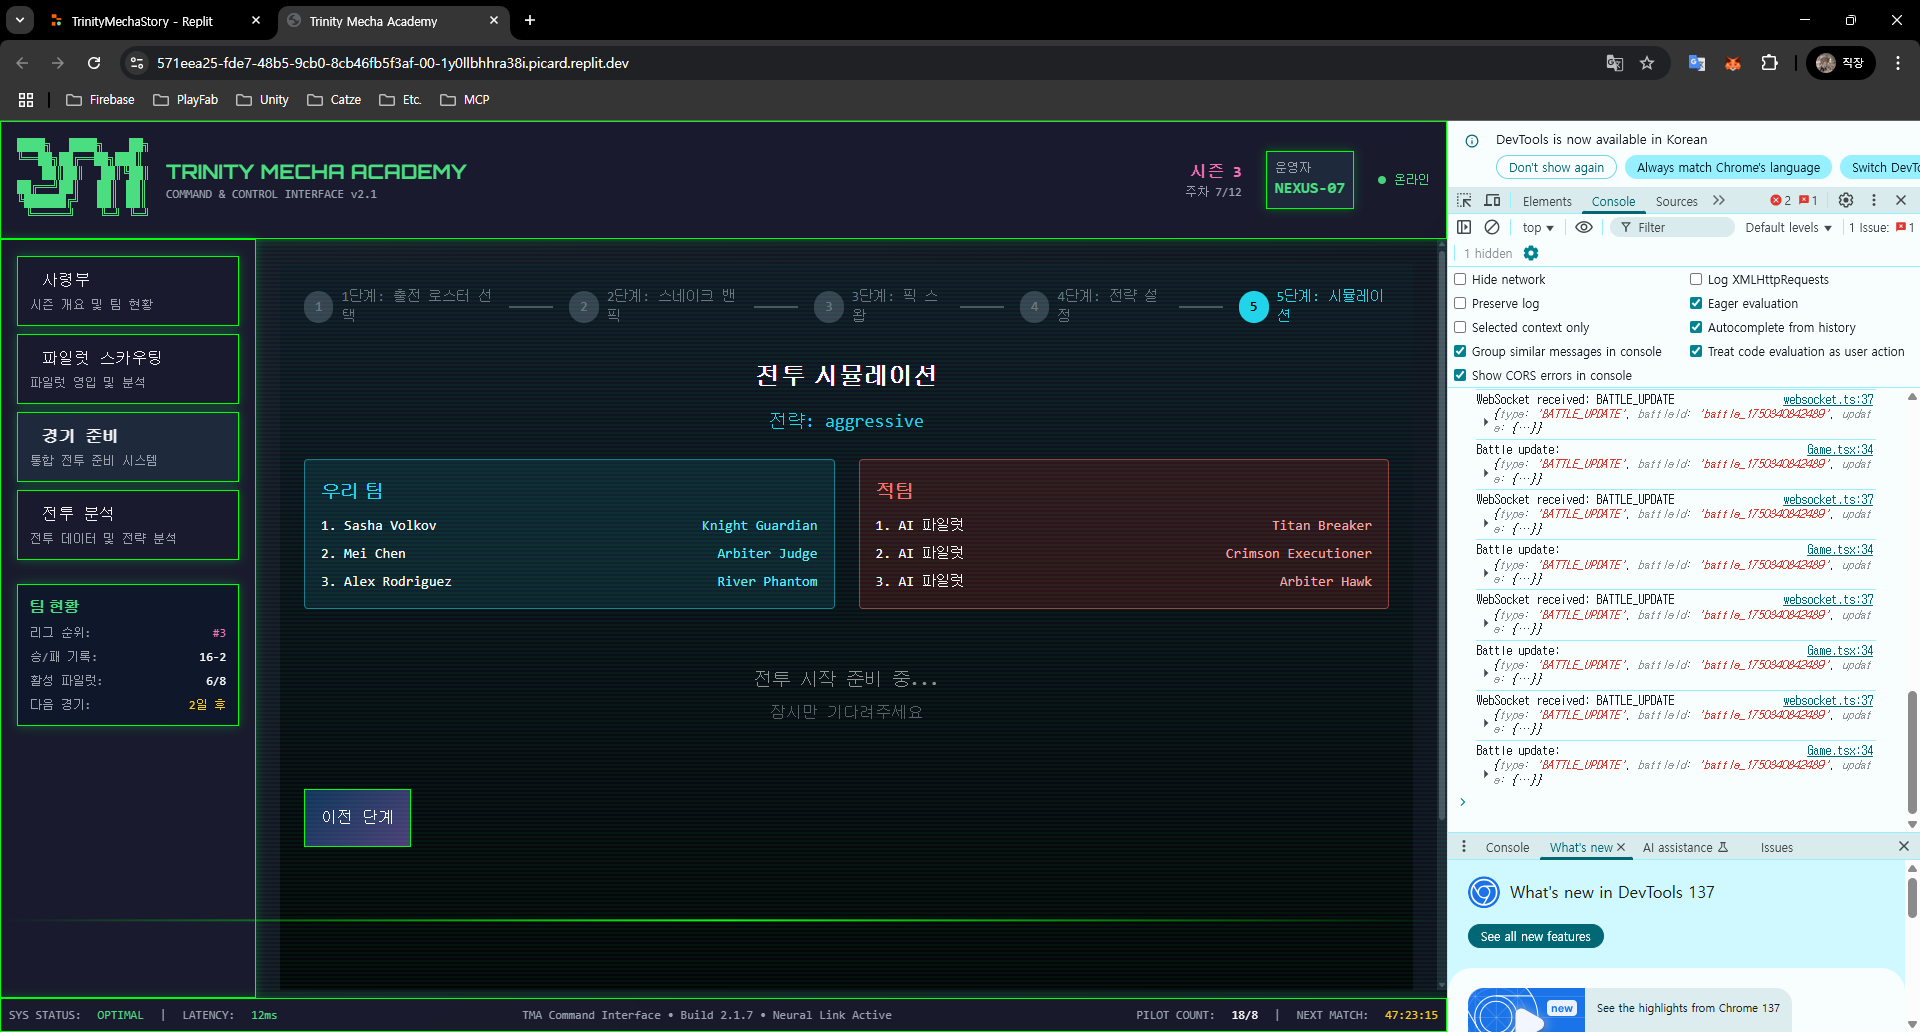 TrinityMechaStory - Replit
Trinity Mecha Academy
571eea25-fde7-48b5-9cb0-8cb46fb5f3af-00-1y0llbhhra38i.picard.replit.dev
직장
Firebase
PlayFab
Unity
Catze
Etc.
MCP
TRINITY MECHA ACADEMY
COMMAND & CONTROL INTERFACE v2.1
시즌 3
주차 7/12
운영자
NEXUS-07
온라인
사령부
시즌 개요 및 팀 현황
파일럿 스카우팅
파일럿 영입 및 분석
경기 준비
통합 전투 준비 시스템
전투 분석
전투 데이터 및 전략 분석
팀 현황
리그 순위: #3
승/패 기록: 16-2
활성 파일럿: 6/8
다음 경기: 2일 후
1 1단계: 출전 로스터 선
택
2 2단계: 스네이크 밴
픽
3 3단계: 픽 스
왑
4 4단계: 전략 설
정
5 5단계: 시뮬레이
션
전투 시뮬레이션
전략: aggressive
우리 팀
1. Sasha Volkov Knight Guardian
2. Mei Chen Arbiter Judge
3. Alex Rodriguez River Phantom
적팀
1. AI 파일럿 Titan Breaker
2. AI 파일럿 Crimson Executioner
3. AI 파일럿 Arbiter Hawk
전투 시작 준비 중...
잠시만 기다려주세요
이전 단계
SYS STATUS: OPTIMAL | LATENCY: 12ms
TMA Command Interface • Build 2.1.7 • Neural Link Active
PILOT COUNT: 18/8 | NEXT MATCH: 47:23:15
DevTools is now available in Korean
Don't show again
Always match Chrome's language
Switch DevTo
Elements
Console
Sources
2
1
top
Filter
Default levels
1 Issue: 1
1 hidden
Hide network
Log XMLHttpRequests
Preserve log
Eager evaluation
Selected context only
Autocomplete from history
Group similar messages in console
Treat code evaluation as user action
Show CORS errors in console
WebSocket received: BATTLE_UPDATE websocket.ts:37
{type: 'BATTLE_UPDATE', battleId: 'battle_1750840842489', updat
e: {…}}
Battle update: Game.tsx:34
{type: 'BATTLE_UPDATE', battleId: 'battle_1750840842489', updat
e: {…}}
WebSocket received: BATTLE_UPDATE websocket.ts:37
{type: 'BATTLE_UPDATE', battleId: 'battle_1750840842489', updat
e: {…}}
Battle update: Game.tsx:34
{type: 'BATTLE_UPDATE', battleId: 'battle_1750840842489', updat
e: {…}}
WebSocket received: BATTLE_UPDATE websocket.ts:37
{type: 'BATTLE_UPDATE', battleId: 'battle_1750840842489', updat
e: {…}}
Battle update: Game.tsx:34
{type: 'BATTLE_UPDATE', battleId: 'battle_1750840842489', updat
e: {…}}
WebSocket received: BATTLE_UPDATE websocket.ts:37
{type: 'BATTLE_UPDATE', battleId: 'battle_1750840842489', updat
e: {…}}
Battle update: Game.tsx:34
{type: 'BATTLE_UPDATE', battleId: 'battle_1750840842489', updat
e: {…}}
Console
What's new
AI assistance
Issues
What's new in DevTools 137
See all new features
new
See the highlights from Chrome 137